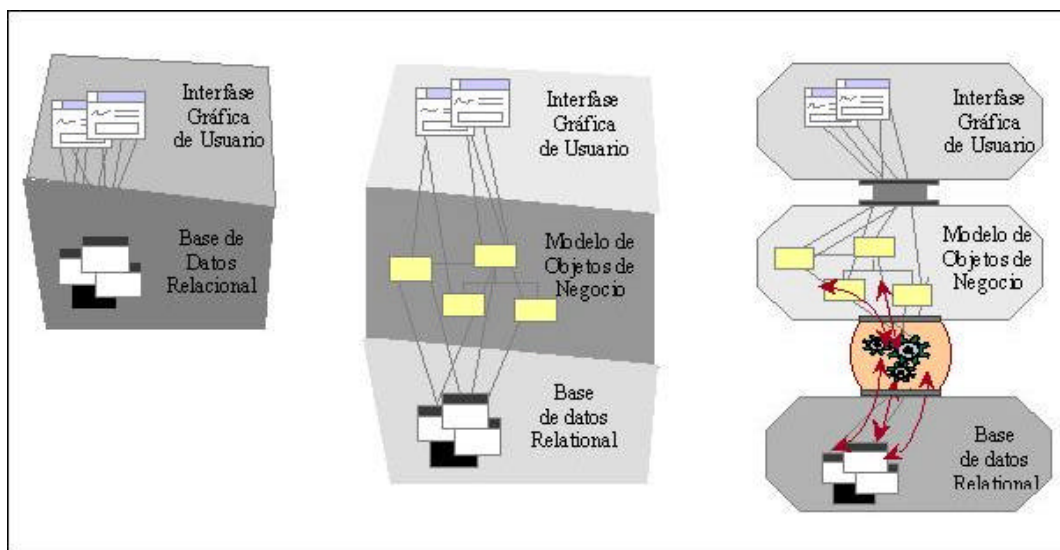 Interfase
Gráfica
de Usuario
Base de
Datos
Relacional
Interfase
Gráfica
de Usuario
Modelo de
Objetos de
Negocio
Base
de datos
Relational
Interfase
Gráfica
de Usuario
Modelo de
Objetos de
Negocio
Base
de datos
Relational